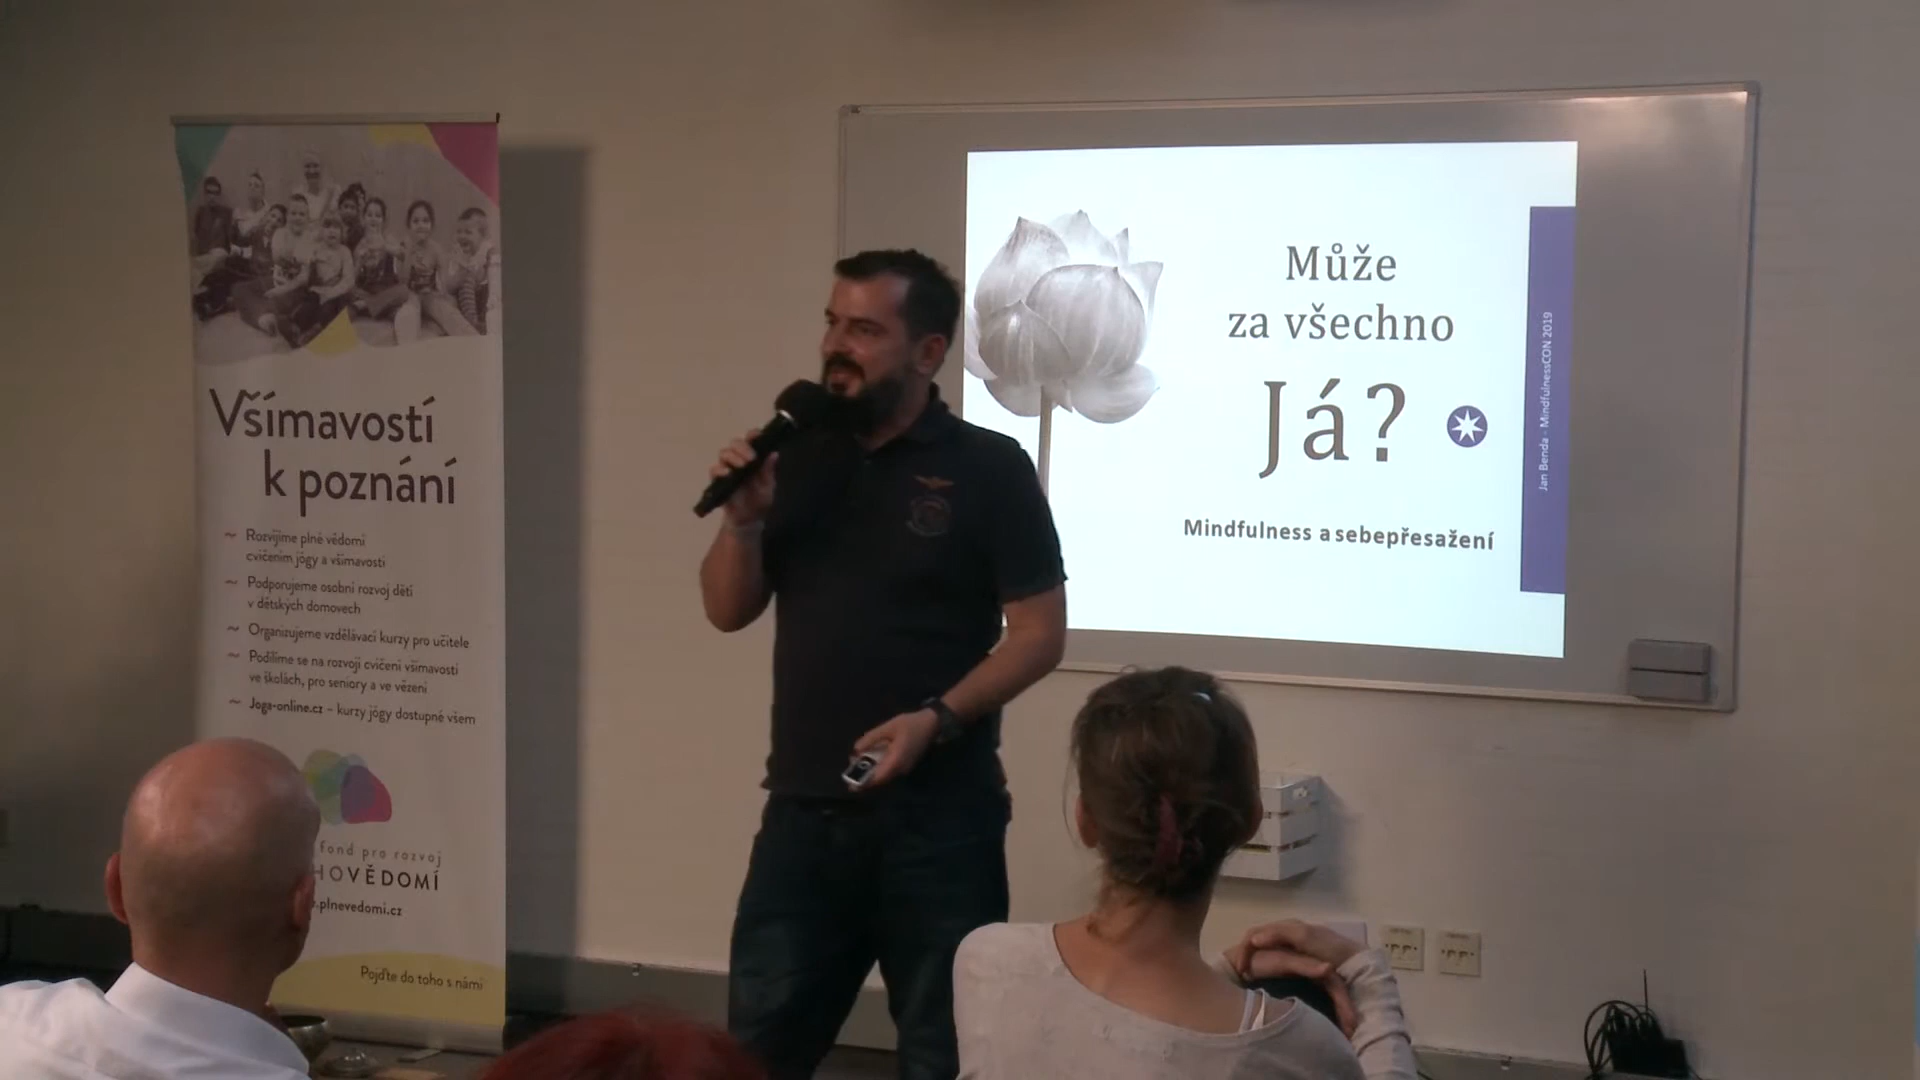 Všímavostí
k poznání
~ Rozvíjíme plné vědomí
cvičením jógy a všímavosti
~ Podporujeme osobní rozvoj dětí
v dětských domovech
~ Organizujeme vzdělávací kurzy pro učitele
~ Podílíme se na rozvoji cvičení všímavosti
ve školách, pro seniory a ve vězení
~ Joga-online.cz – kurzy jógy dostupné všem
fond pro rozvoj
HOVĚDOMÍ
.plnevedomi.cz
Pojďte do toho s námi
Může
za všechno
Já?
Mindfulness a sebepřesažení
Jan Benda - MindfulnessCON 2019